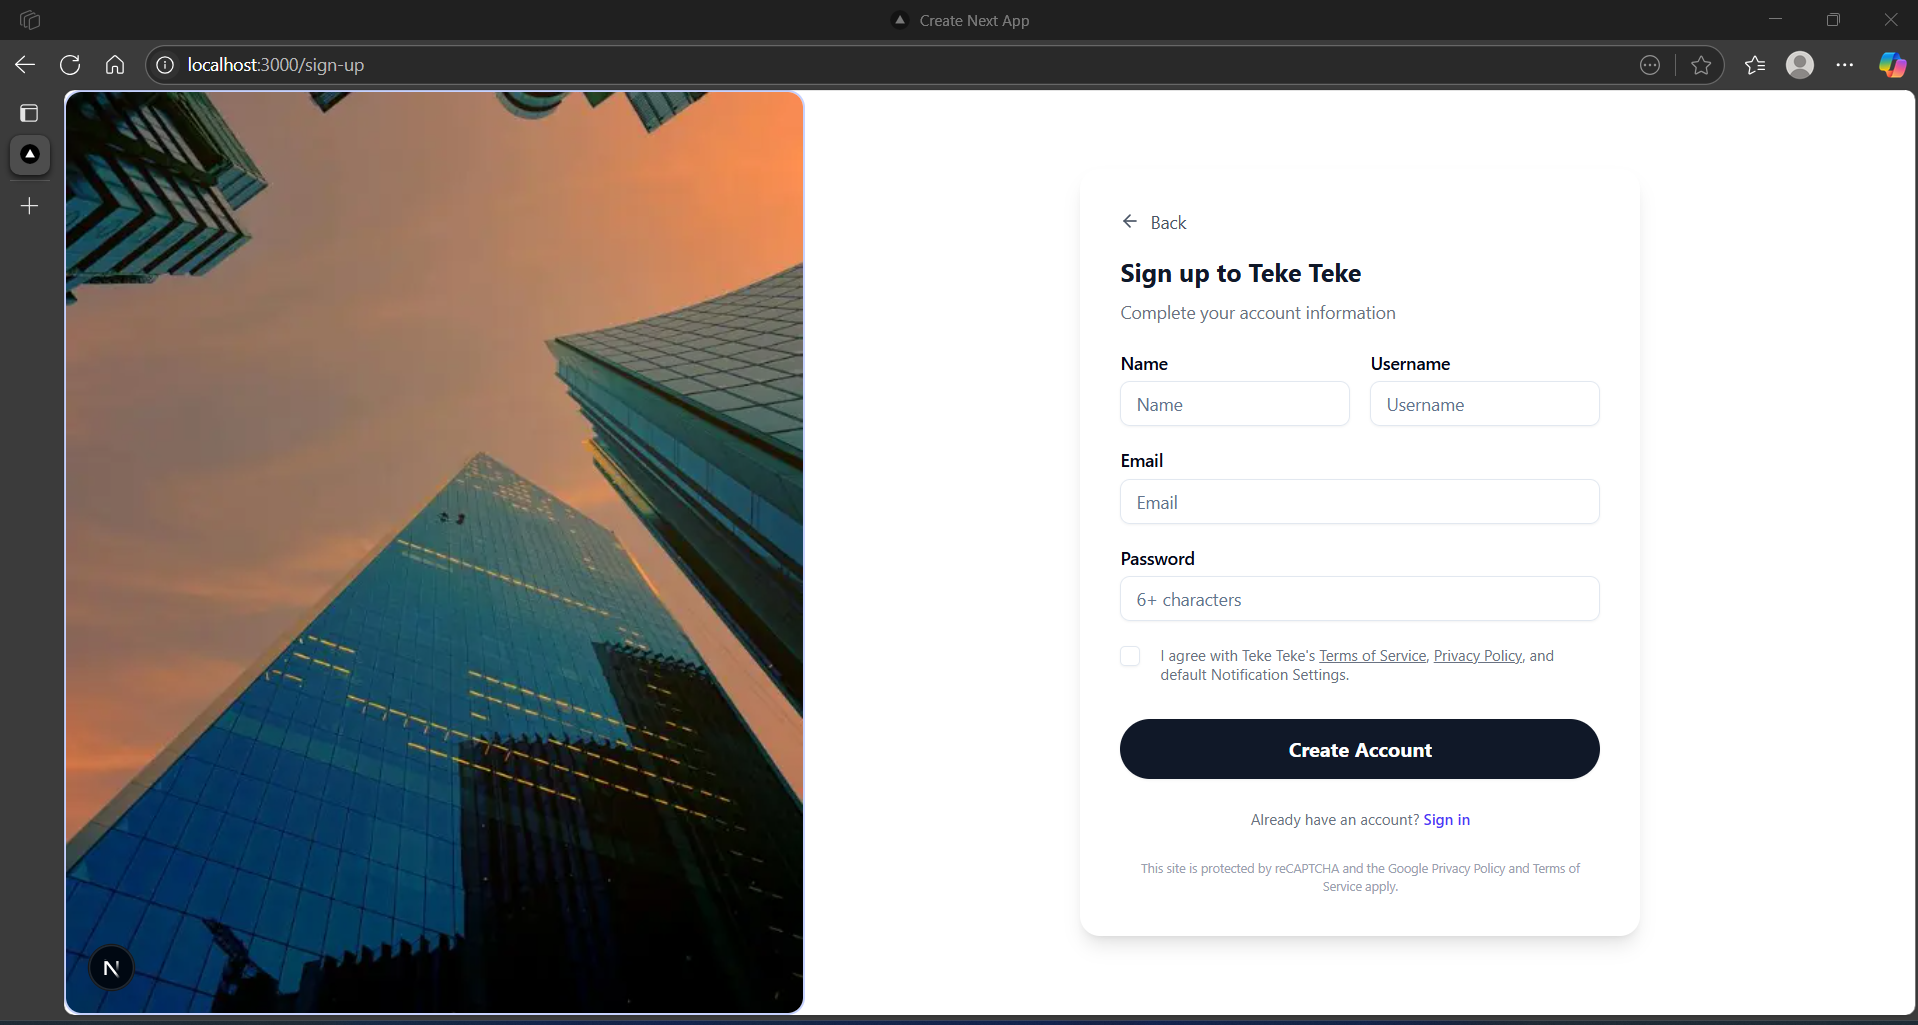 Create Next App
localhost:3000/sign-up
Back
Sign up to Teke Teke
Complete your account information
Name
Username
Name
Username
Email
Email
Password
6+ characters
I agree with Teke Teke's Terms of Service, Privacy Policy, and
default Notification Settings.
Create Account
Already have an account? Sign in
This site is protected by reCAPTCHA and the Google Privacy Policy and Terms of
Service apply.
N